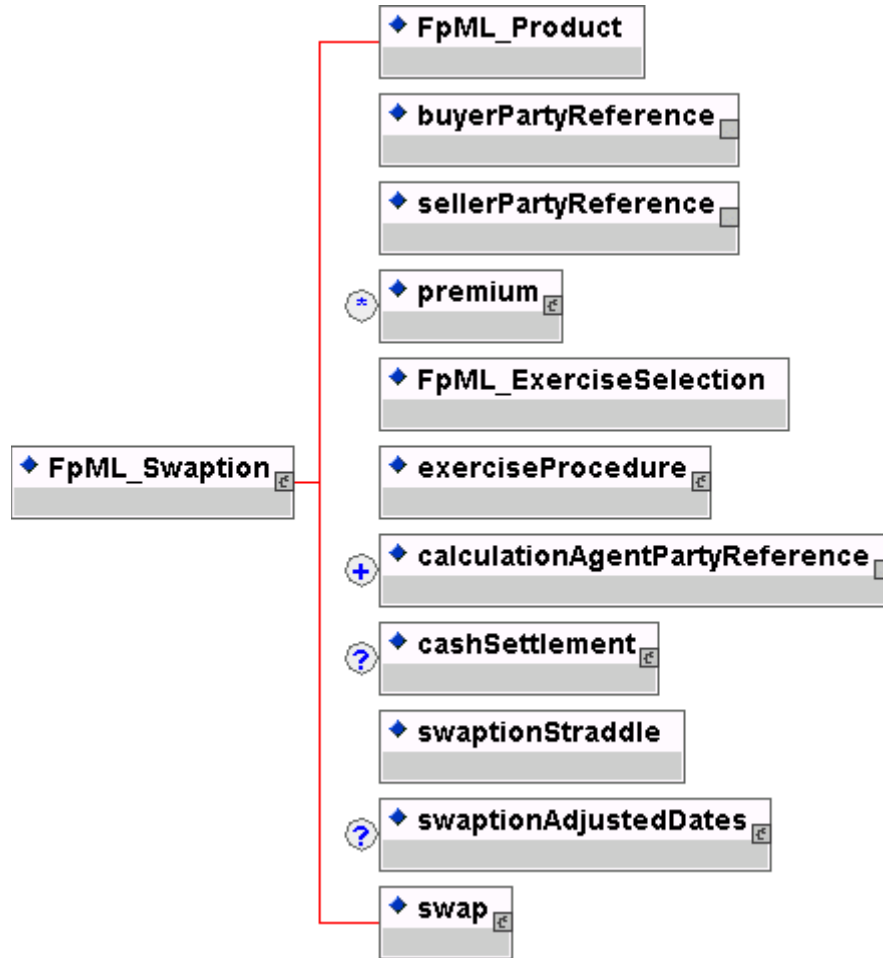 FpML_Product
buyerPartyReference
sellerPartyReference
*
premium
FpML_ExerciseSelection
FpML_Swaption
exerciseProcedure
+
calculationAgentPartyReference
?
cashSettlement
swaptionStraddle
?
swaptionAdjustedDates
swap